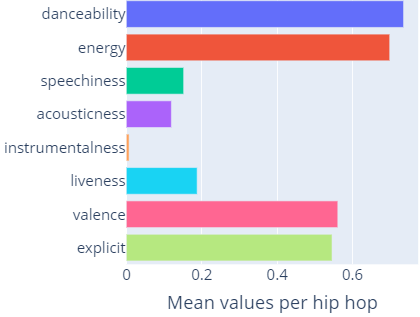 danceability
energy
speechiness
acousticness
instrumentalness
liveness
valence
explicit
0 0.2 0.4 0.6
Mean values per hip hop